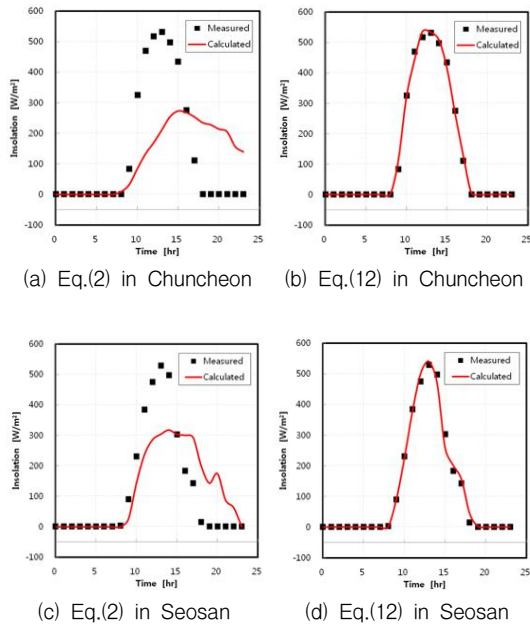 600
500
400
300
200
100
0
-100
Insolation [W/m²]
Measured
Calculated
0 5 10 15 20 25
Time [hr]
600
500
400
300
200
100
0
-100
Insolation [W/m²]
Measured
Calculated
0 5 10 15 20 25
Time [hr]
(a) Eq.(2) in Chuncheon
(b) Eq.(12) in Chuncheon
600
500
400
300
200
100
0
-100
Insolation [W/m²]
Measured
Calculated
0 5 10 15 20 25
Time [hr]
600
500
400
300
200
100
0
-100
Insolation [W/m²]
Measured
Calculated
0 5 10 15 20 25
Time [hr]
(c) Eq.(2) in Seosan
(d) Eq.(12) in Seosan